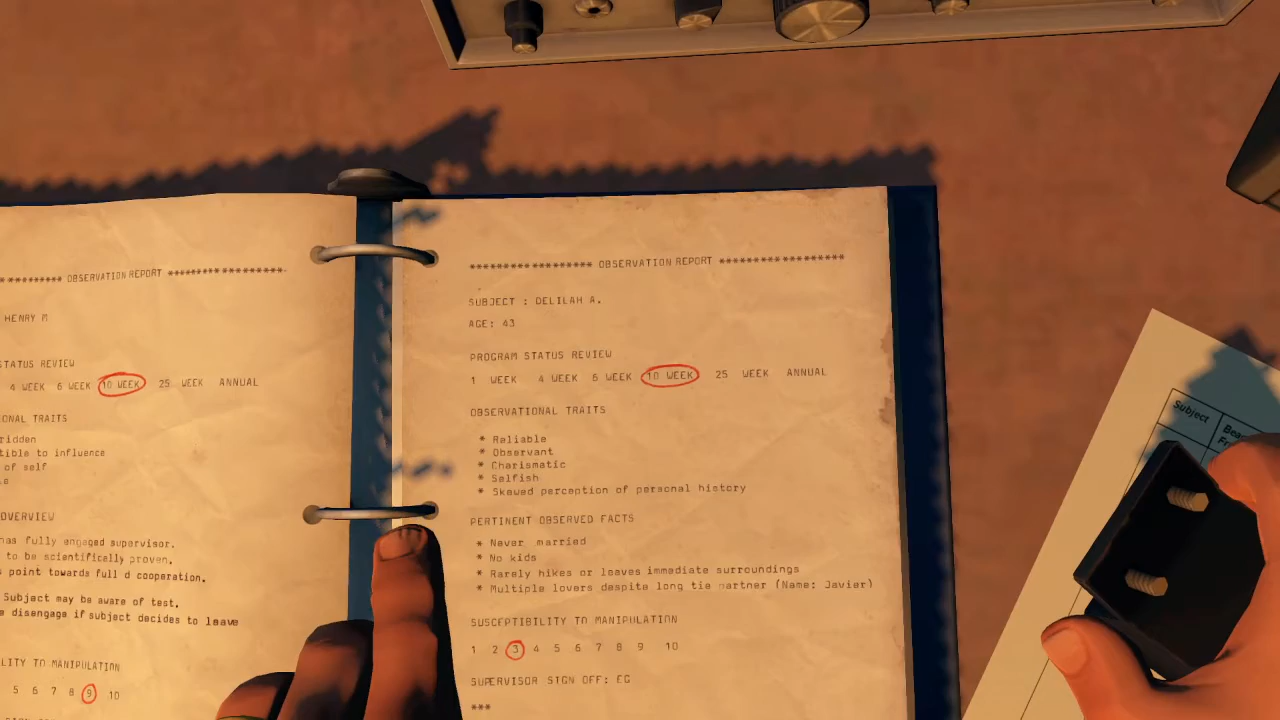 ********* OBSERVATION REPORT *****************
HENRY M
STATUS REVIEW
4 WEEK 6 WEEK 10 WEEK 25 WEEK ANNUAL
ONAL TRAITS
ridden
tible to influence
of self
OVERVIEW
has fully engaged supervisor.
to be scientifically proven.
point towards full d cooperation.
Subject may be aware of test.
disengage if subject decides to leave
LITY TO MANIPULATION
5 6 7 8 9 10
****************** OBSERVATION REPORT ******************
SUBJECT : DELILAH A.
AGE: 43
PROGRAM STATUS REVIEW
1 WEEK 4 WEEK 6 WEEK 10 WEEK 25 WEEK ANNUAL
OBSERVATIONAL TRAITS
* Reliable
* Observant
* Charismatic
* Selfish
* Skewed perception of personal history
PERTINENT OBSERVED FACTS
* Never married
* No kids
* Rarely hikes or leaves immediate surroundings
* Multiple lovers despite long tie partner (Name: Javier)
SUSCEPTIBILITY TO MANIPULATION
1 2 3 4 5 6 7 8 9 10
SUPERVISOR SIGN OFF: EG
***
Subject